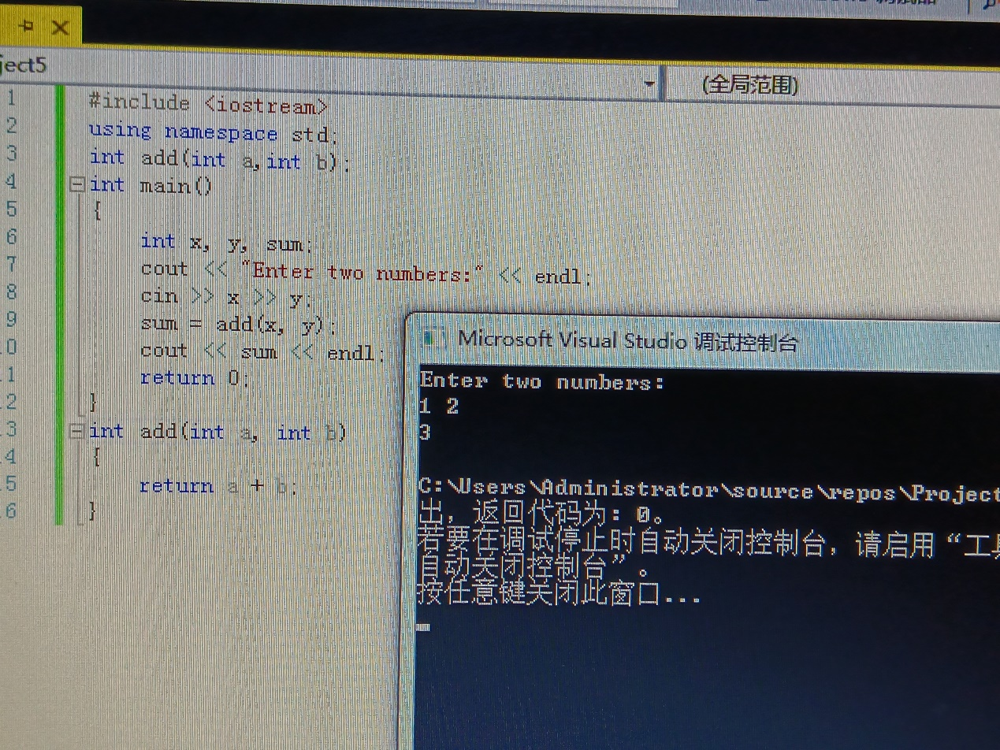 ject5
(全局范围)
1 #include <iostream>
2 using namespace std;
3 int add(int a,int b);
4 int main()
5 {
6 int x, y, sum;
7 cout << "Enter two numbers:" << endl;
8 cin >> x >> y;
9 sum = add(x, y);
0 cout << sum << endl;
1 return 0;
2 }
3 int add(int a, int b)
4 {
5 return a + b;
6 }
Microsoft Visual Studio 调试控制台
Enter two numbers:
1 2
3
C:\Users\Administrator\source\repos\Project
出，返回代码为: 0。
若要在调试停止时自动关闭控制台，请启用“工具
自动关闭控制台”。
按任意键关闭此窗口...